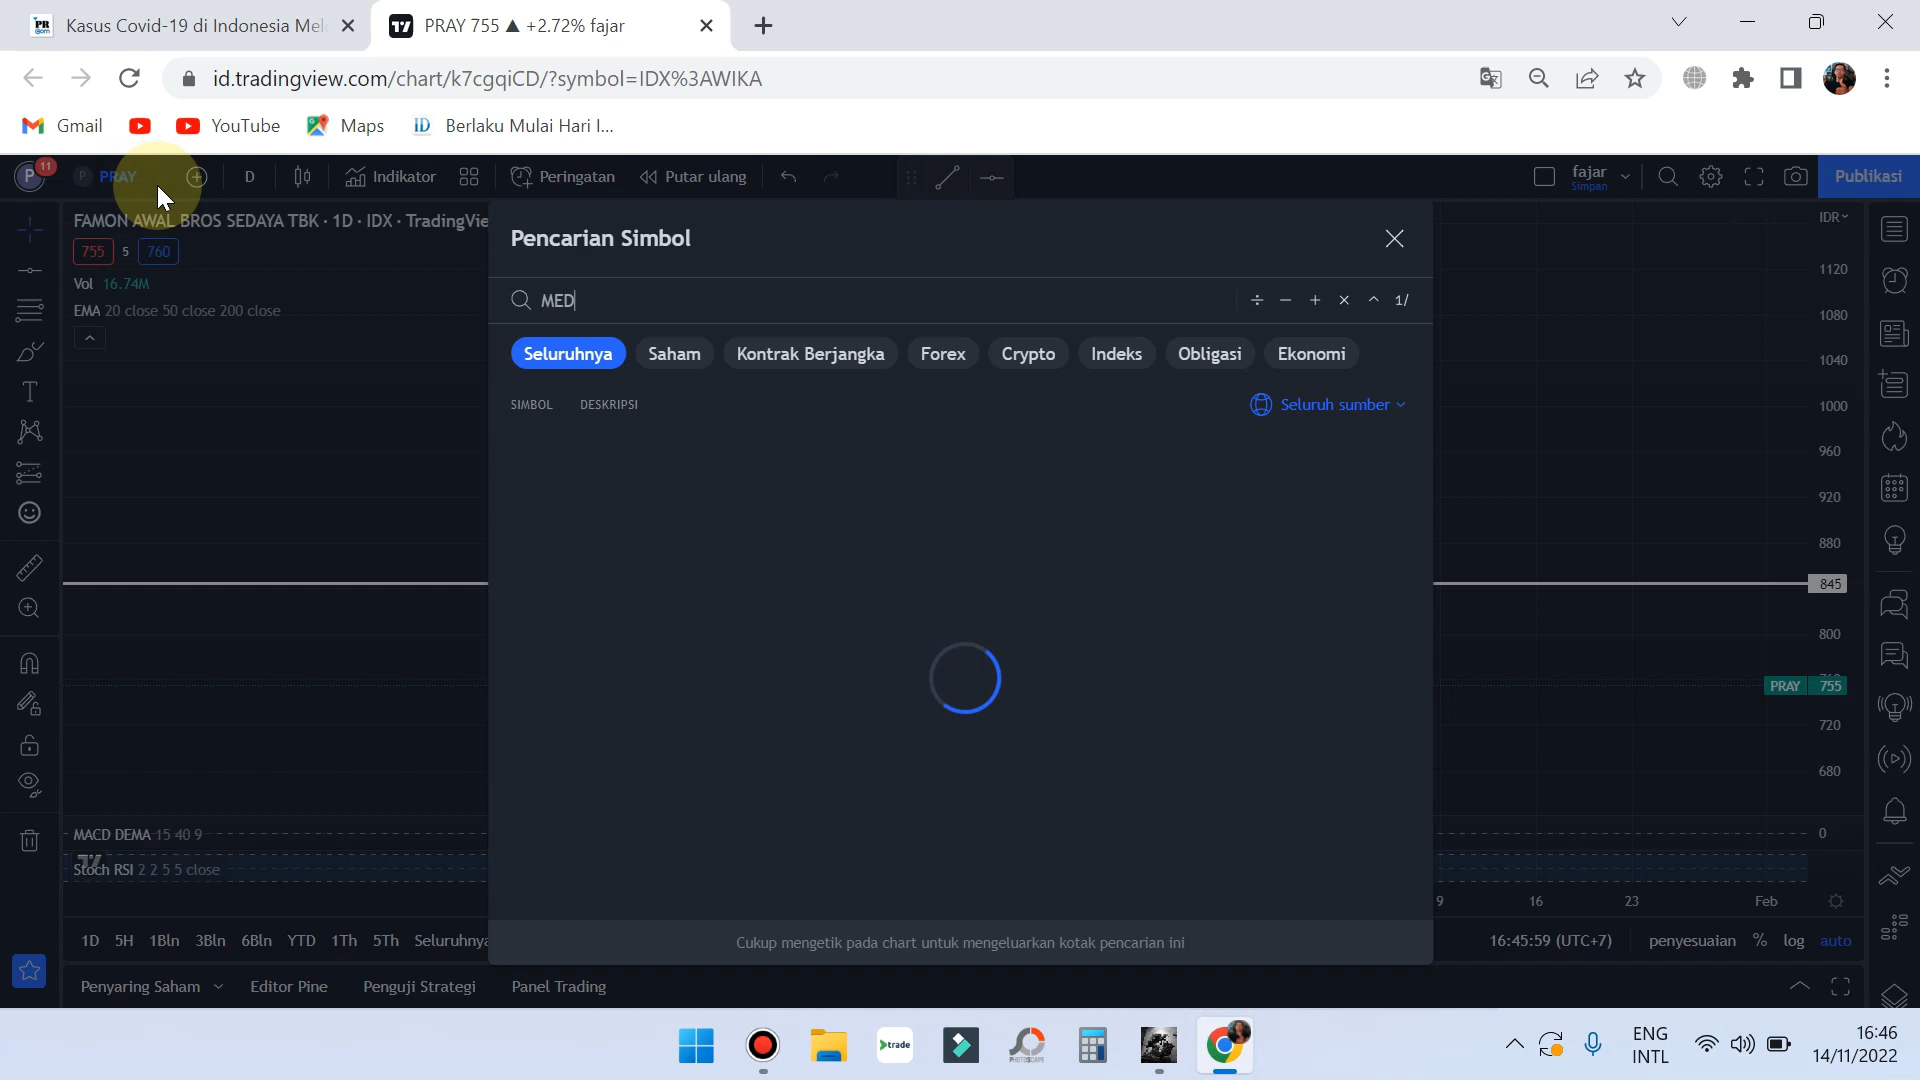 PR
.com
Kasus Covid-19 di Indonesia Mel
PRAY 755 ▲ +2.72% fajar
id.tradingview.com/chart/k7cgqiCD/?symbol=IDX%3AWIKA
Gmail
YouTube
Maps
ID
Berlaku Mulai Hari I...
P
11
P
PRAY
D
Indikator
Peringatan
Putar ulang
fajar
Simpan
Publikasi
FAMON AWAL BROS SEDAYA TBK · 1D · IDX · TradingVie
755
5
760
Vol 16.74M
EMA 20 close 50 close 200 close
Pencarian Simbol
MED
÷ − + × ^ 1/
Seluruhnya
Saham
Kontrak Berjangka
Forex
Crypto
Indeks
Obligasi
Ekonomi
SIMBOL
DESKRIPSI
Seluruh sumber
Cukup mengetik pada chart untuk mengeluarkan kotak pencarian ini
IDR
1120
1080
1040
1000
960
920
880
845
800
PRAY 755
720
680
0
MACD DEMA 15 40 9
Stoch RSI 2 2 5 5 close
9
16
23
Feb
1D
5H
1Bln
3Bln
6Bln
YTD
1Th
5Th
Seluruhnya
16:45:59 (UTC+7)
penyesuaian
%
log
auto
Penyaring Saham
Editor Pine
Penguji Strategi
Panel Trading
trade
PHOTOSCAPE
ENG
INTL
16:46
14/11/2022